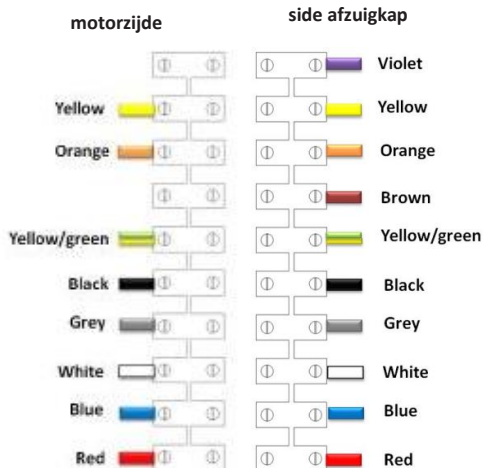 motorzijde side afzuigkap
Violet
Yellow Yellow
Orange Orange
Brown
Yellow/green Yellow/green
Black Black
Grey Grey
White White
Blue Blue
Red Red